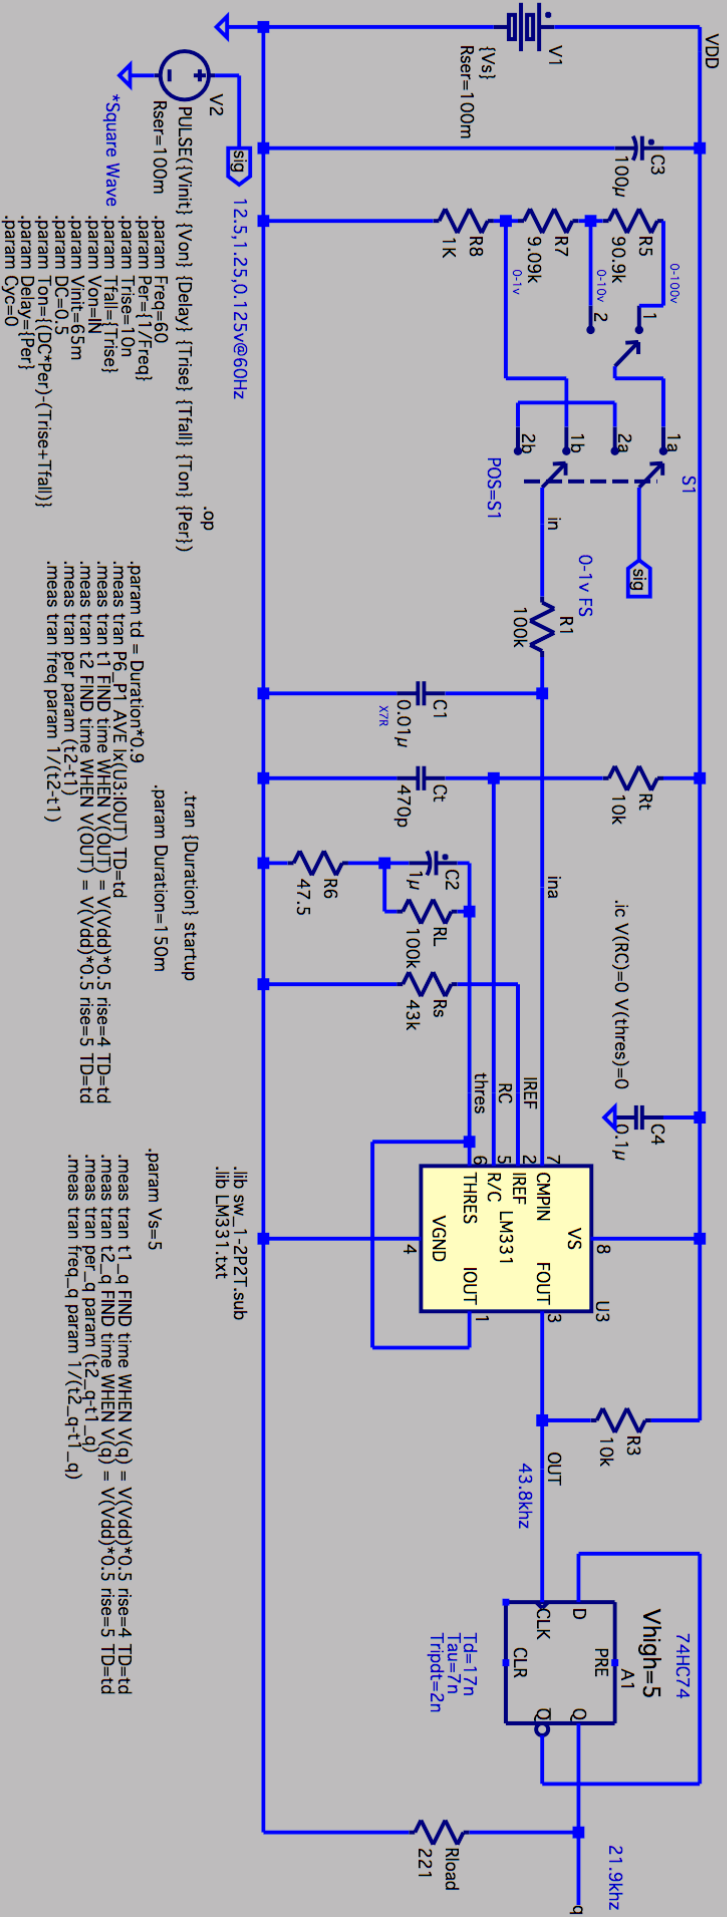 VDD
V1
{Vs}
Rser=100m
V2
PULSE({Vinit} {Von} {Delay} {Trise} {Tfall} {Ton} {Per})
Rser=100m
*Square Wave
sig
12.5,1.25,0.125v@60Hz
.param Freq=60
.param Per={1/Freq}
.param Trise=10n
.param Tfall={Trise}
.param Von=IN
.param Vinit=65m
.param DC=0.5
.param Ton={(DC*Per)-(Trise+Tfall)}
.param Delay={Per}
.param Cyc=0
C3
100µ
R5
90.9k
R7
9.09k
R8
1K
0-100v
0-10v
0-1v
1
2
1a
2a
1b
2b
S1
POS=S1
sig
in
0-1v FS
R1
100k
C1
0.01µ
X7R
Ct
470p
Rt
10k
.op
.param td = Duration*0.9
.meas tran P6_P1 AVE Ix(U3:IOUT) TD=td
.meas tran t1 FIND time WHEN V(OUT) = V(Vdd)*0.5 rise=4 TD=td
.meas tran t2 FIND time WHEN V(OUT) = V(Vdd)*0.5 rise=5 TD=td
.meas tran per param (t2-t1)
.meas tran freq param 1/(t2-t1)
.tran {Duration} startup
.param Duration=150m
R6
47.5
C2
1µ
RL
100k
Rs
43k
ina
.ic V(RC)=0 V(thres)=0
C4
0.1µ
IREF
RC
thres
7
2
5
6
CMPIN
IREF
R/C
THRES
LM331
VS
8
FOUT
3
IOUT
1
VGND
4
U3
.lib sw_1-2P2T.sub
.lib LM331.txt
.param Vs=5
.meas tran t1_q FIND time WHEN V(q) = V(Vdd)*0.5 rise=4 TD=td
.meas tran t2_q FIND time WHEN V(q) = V(Vdd)*0.5 rise=5 TD=td
.meas tran per_q param (t2_q-t1_q)
.meas tran freq_q param 1/(t2_q-t1_q)
R3
10k
OUT
43.8khz
74HC74
Vhigh=5
A1
D
PRE
Q
CLK
CLR
Q
Td=17n
Tau=7n
Tripdt=2n
Rload
221
21.9khz
q